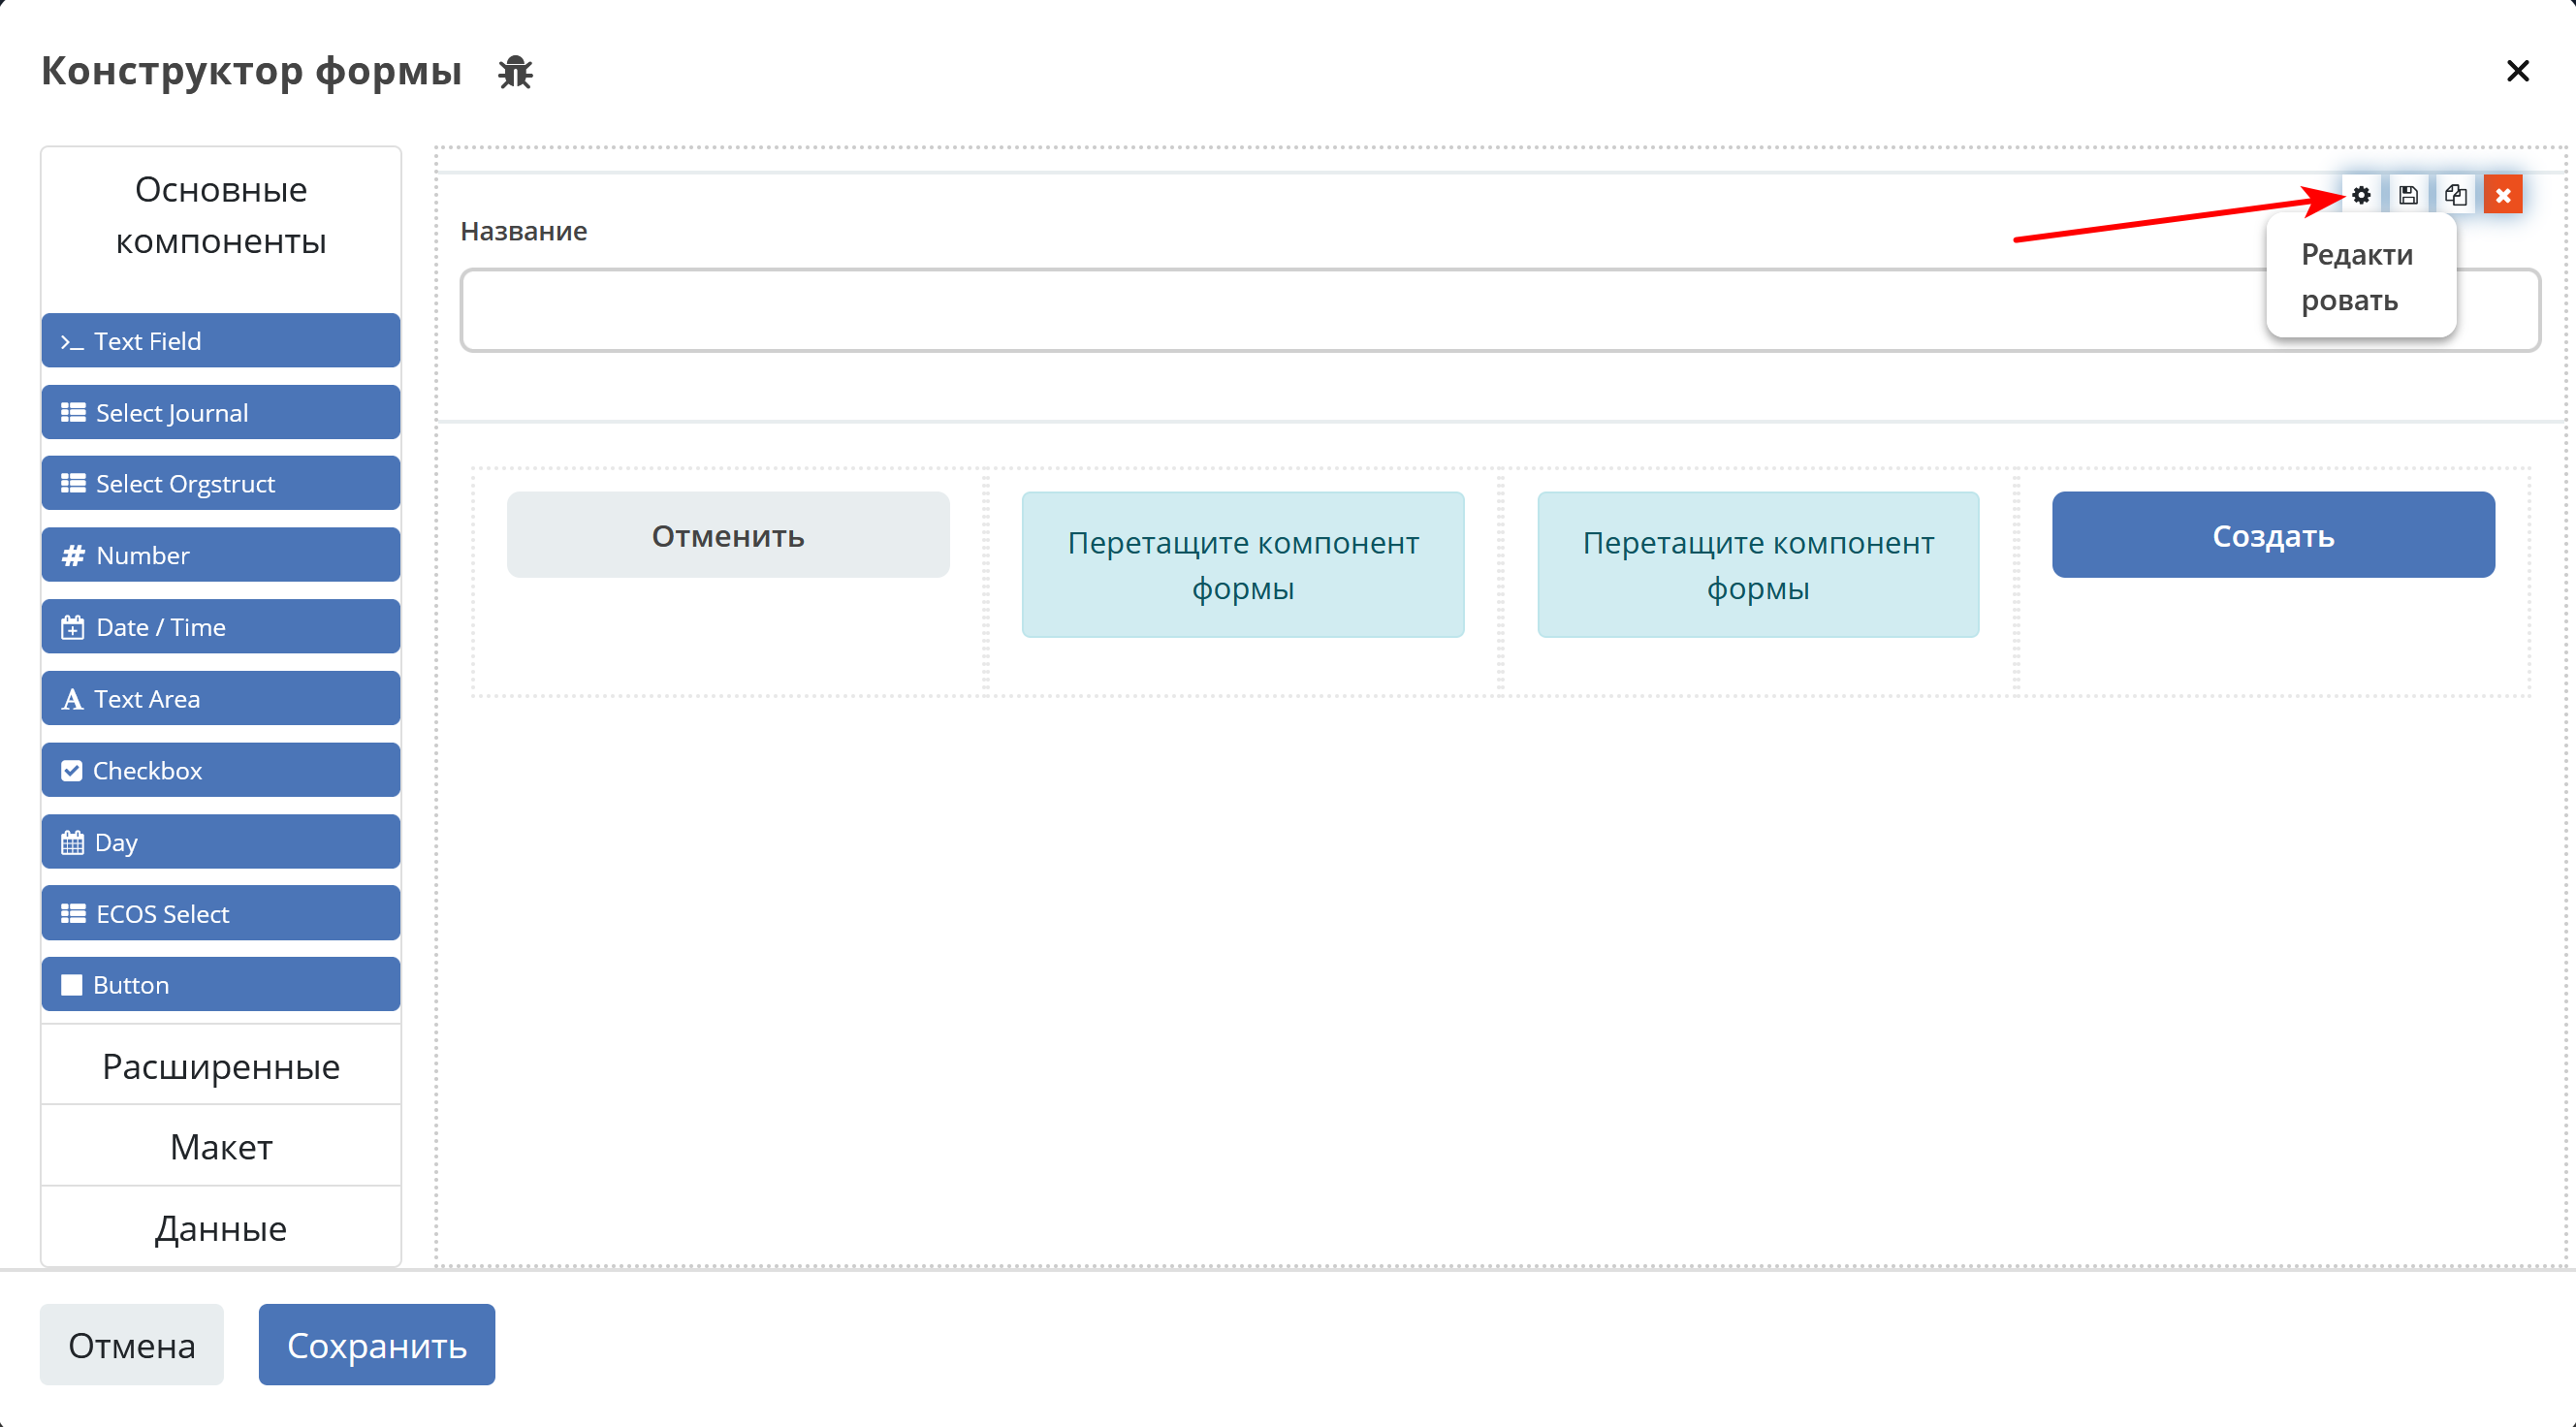 Конструктор формы
Основные
компоненты
Text Field
Select Journal
Select Orgstruct
Number
Date / Time
Text Area
Checkbox
Day
ECOS Select
Button
Расширенные
Макет
Данные
Название
Редакти
ровать
Отменить
Перетащите компонент
формы
Перетащите компонент
формы
Создать
Отмена
Сохранить